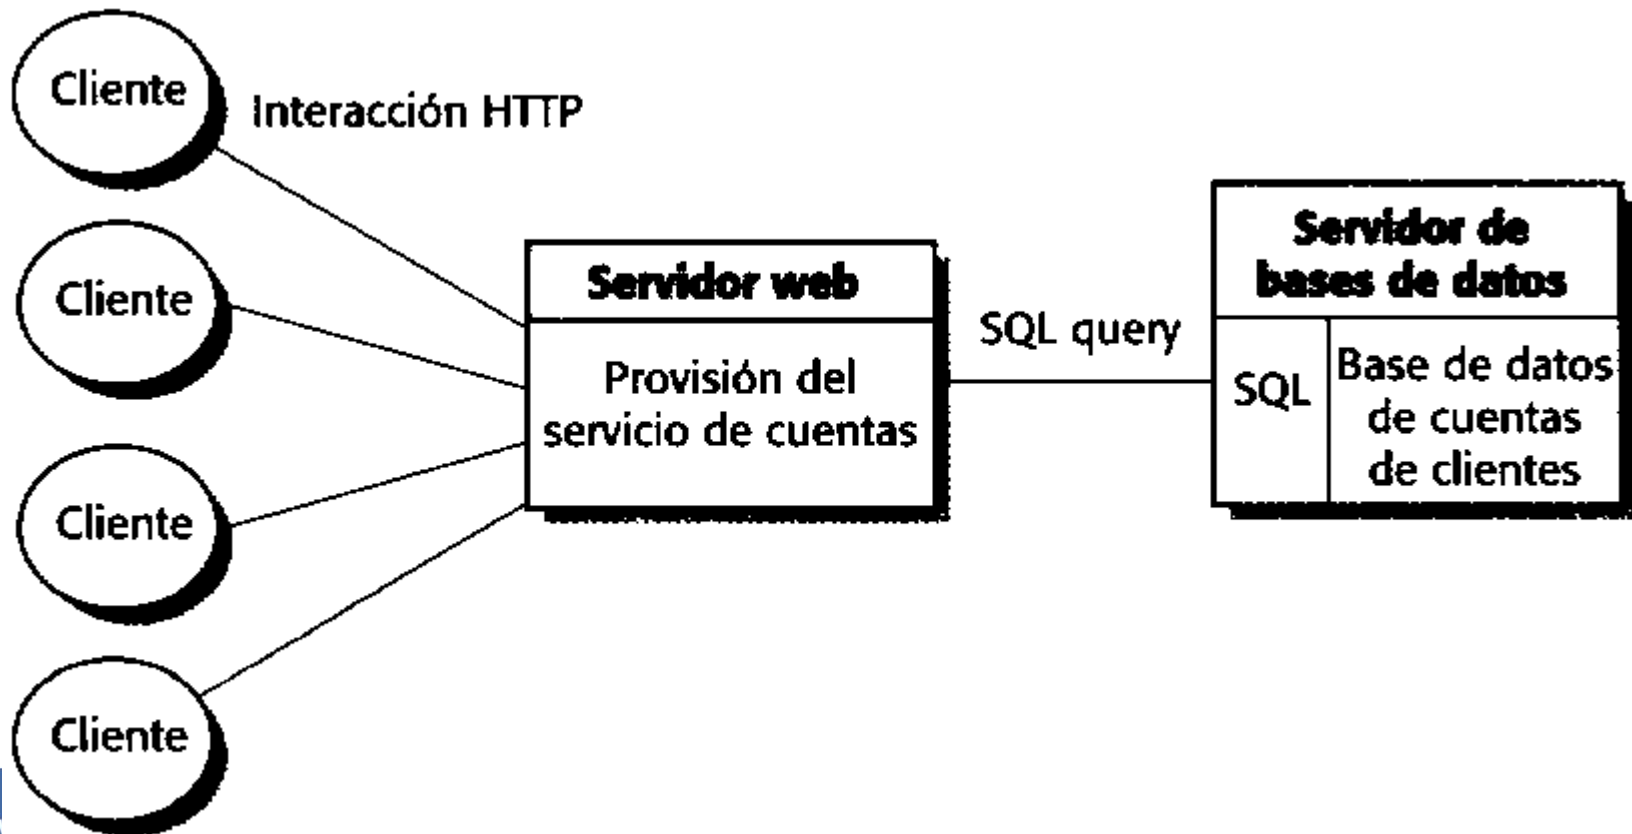 Cliente
Interacción HTTP
Cliente
Cliente
Cliente
Servidor web
Provisión del
servicio de cuentas
SQL query
Servidor de
bases de datos
SQL
Base de datos
de cuentas
de clientes